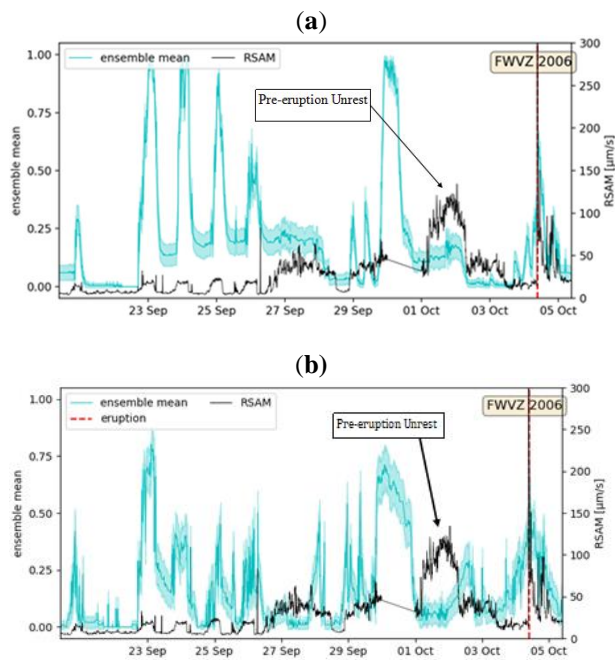 (a)
ensemble mean RSAM
FWVZ 2006
Pre-eruption Unrest
1.00
0.75
0.50
0.25
0.00
ensemble mean
300
250
200
150
100
50
0
RSAM [μm/s]
23 Sep 25 Sep 27 Sep 29 Sep 01 Oct 03 Oct 05 Oct
(b)
ensemble mean RSAM
eruption
FWVZ 2006
Pre-eruption Unrest
1.00
0.75
0.50
0.25
0.00
ensemble mean
300
250
200
150
100
50
0
RSAM [μm/s]
23 Sep 25 Sep 27 Sep 29 Sep 01 Oct 03 Oct 05 Oct